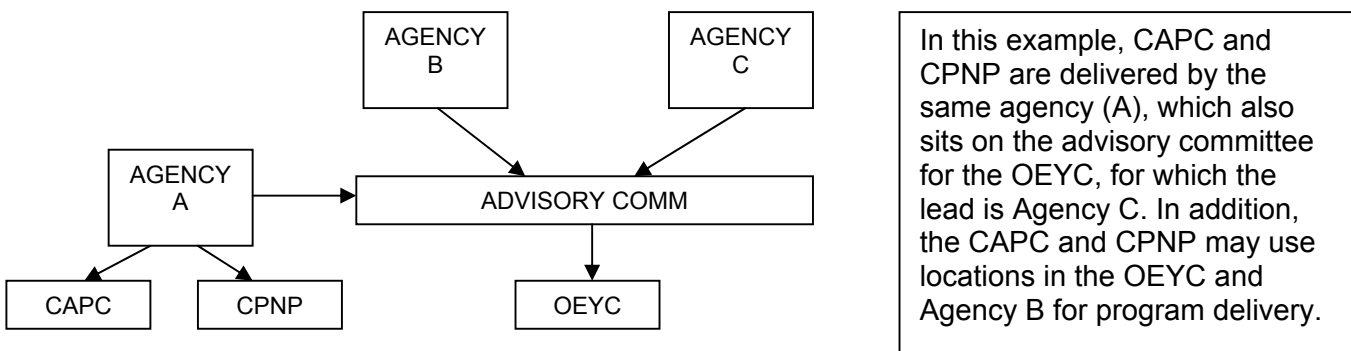 AGENCY
B
AGENCY
C
AGENCY
A
ADVISORY COMM
CAPC
CPNP
OEYC
In this example, CAPC and
CPNP are delivered by the
same agency (A), which also
sits on the advisory committee
for the OEYC, for which the
lead is Agency C. In addition,
the CAPC and CPNP may use
locations in the OEYC and
Agency B for program delivery.